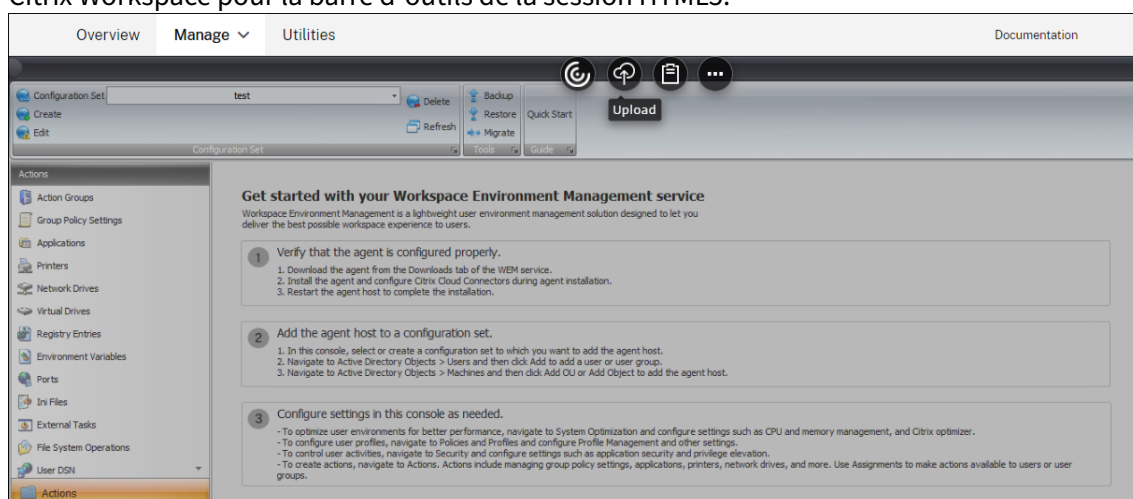 Citrix Workspace pour la barre d'outils de la session HTML5.
Overview Manage Utilities Documentation
Configuration Set test
Create
Edit
Delete
Refresh
Configuration Set
Backup
Restore
Migrate
Tools
Quick Start
Guide
Upload
Actions
Action Groups
Group Policy Settings
Applications
Printers
Network Drives
Virtual Drives
Registry Entries
Environment Variables
Ports
Ini Files
External Tasks
File System Operations
User DSN
Actions
Get started with your Workspace Environment Management service
Workspace Environment Management is a lightweight user environment management solution designed to let you
deliver the best possible workspace experience to users.
1 Verify that the agent is configured properly.
1. Download the agent from the Downloads tab of the WEM service.
2. Install the agent and configure Citrix Cloud Connectors during agent installation.
3. Restart the agent host to complete the installation.
2 Add the agent host to a configuration set.
1. In this console, select or create a configuration set to which you want to add the agent host.
2. Navigate to Active Directory Objects > Users and then click Add to add a user or user group.
3. Navigate to Active Directory Objects > Machines and then click Add OU or Add Object to add the agent host.
3 Configure settings in this console as needed.
- To optimize user environments for better performance, navigate to System Optimization and configure settings such as CPU and memory management, and Citrix optimizer.
- To configure user profiles, navigate to Policies and Profiles and configure Profile Management and other settings.
- To control user activities, navigate to Security and configure settings such as application security and privilege elevation.
- To create actions, navigate to Actions. Actions include managing group policy settings, applications, printers, network drives, and more. Use Assignments to make actions available to users or user
groups.